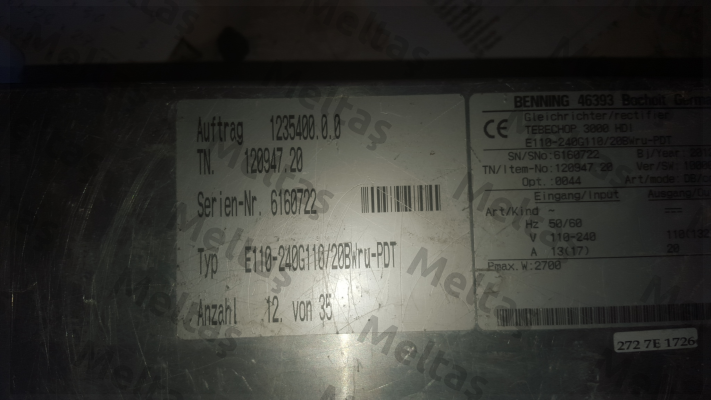 Auftrag 1235400.0.0
TN. 120947.20
Serien-Nr. 6160722
Typ E110-240G110/20Bwru-PDT
Anzahl 12. von 35
BENNING 46393 Bocholt
CE Gleichrichter/rectifier
TEBECHOP 3000 HDI
E110-240G110/20Bwru-PDT
SN/SNo:6160722
TN/Item-No:120947.20
Opt.:0044
Eingang/input
Art/Kind ~
Hz 50/60
V 110-240
A 13(17) 20
Pmax.W:2700
272 7E 1726
Meltaş